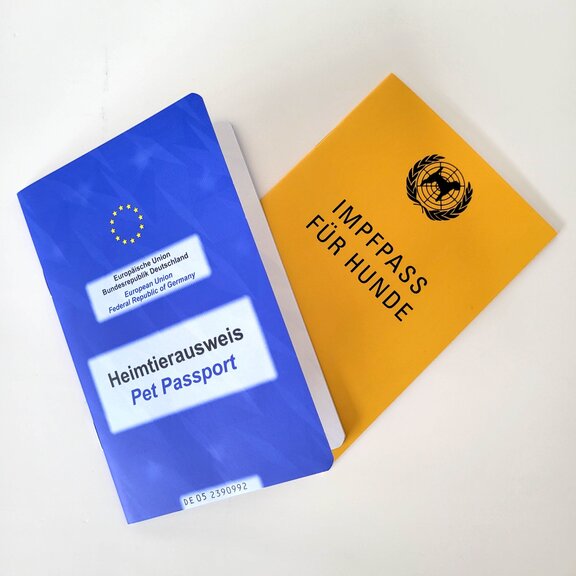 Europäische Union
Bundesrepublik Deutschland
European Union
Federal Republic of Germany
Heimtierausweis
Pet Passport
DE 05 2390992
IMPFPASS
FÜR HUNDE